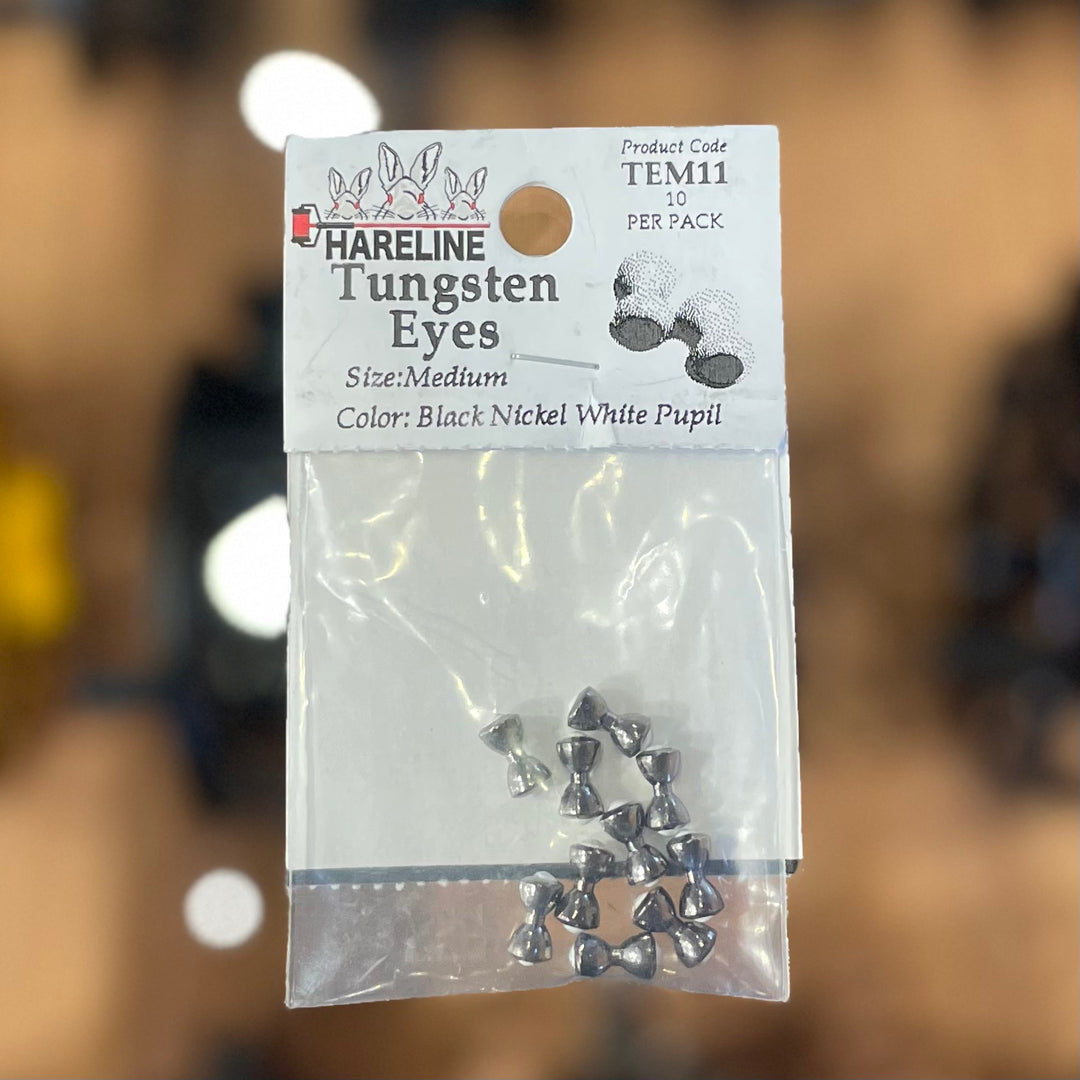 HARELINE
Tungsten
Eyes
Size:Medium
Color: Black Nickel White Pupil
Product Code
TEM11
10
PER PACK